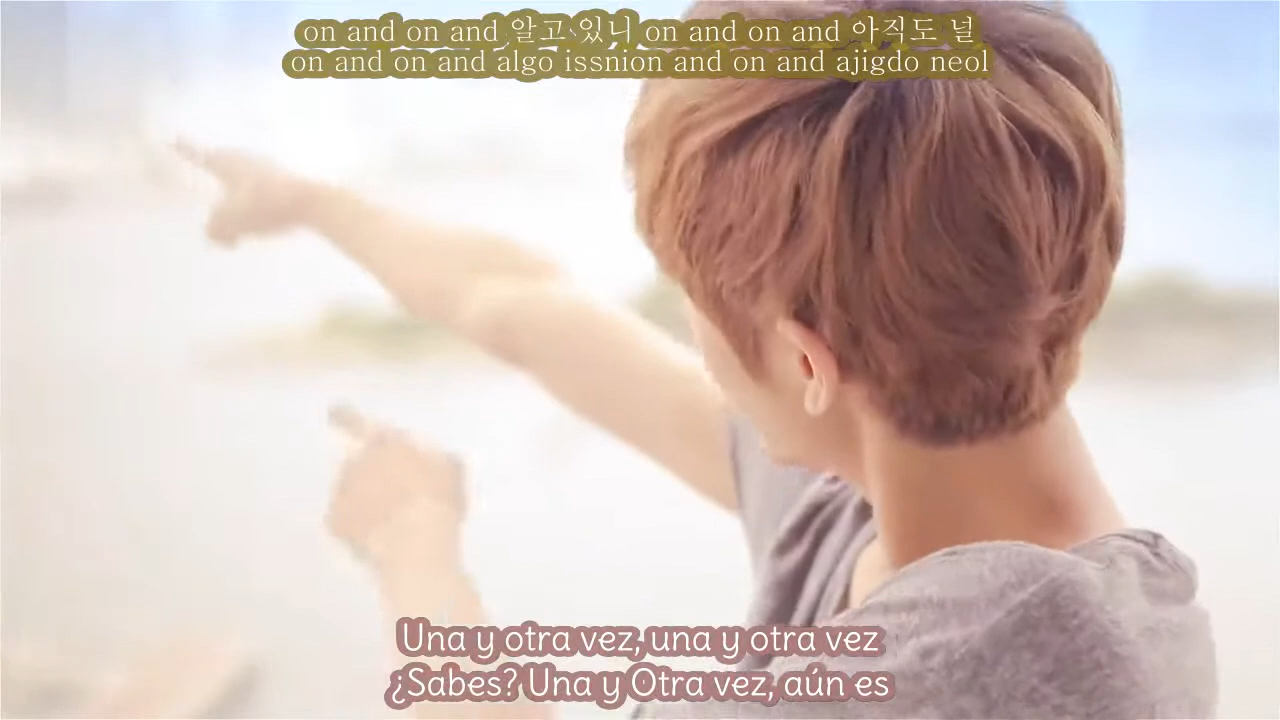 on and on and 알고 있니 on and on and 아직도 널
on and on and algo issnion and on and ajigdo neol
Una y otra vez, una y otra vez
¿Sabes? Una y Otra vez, aún es